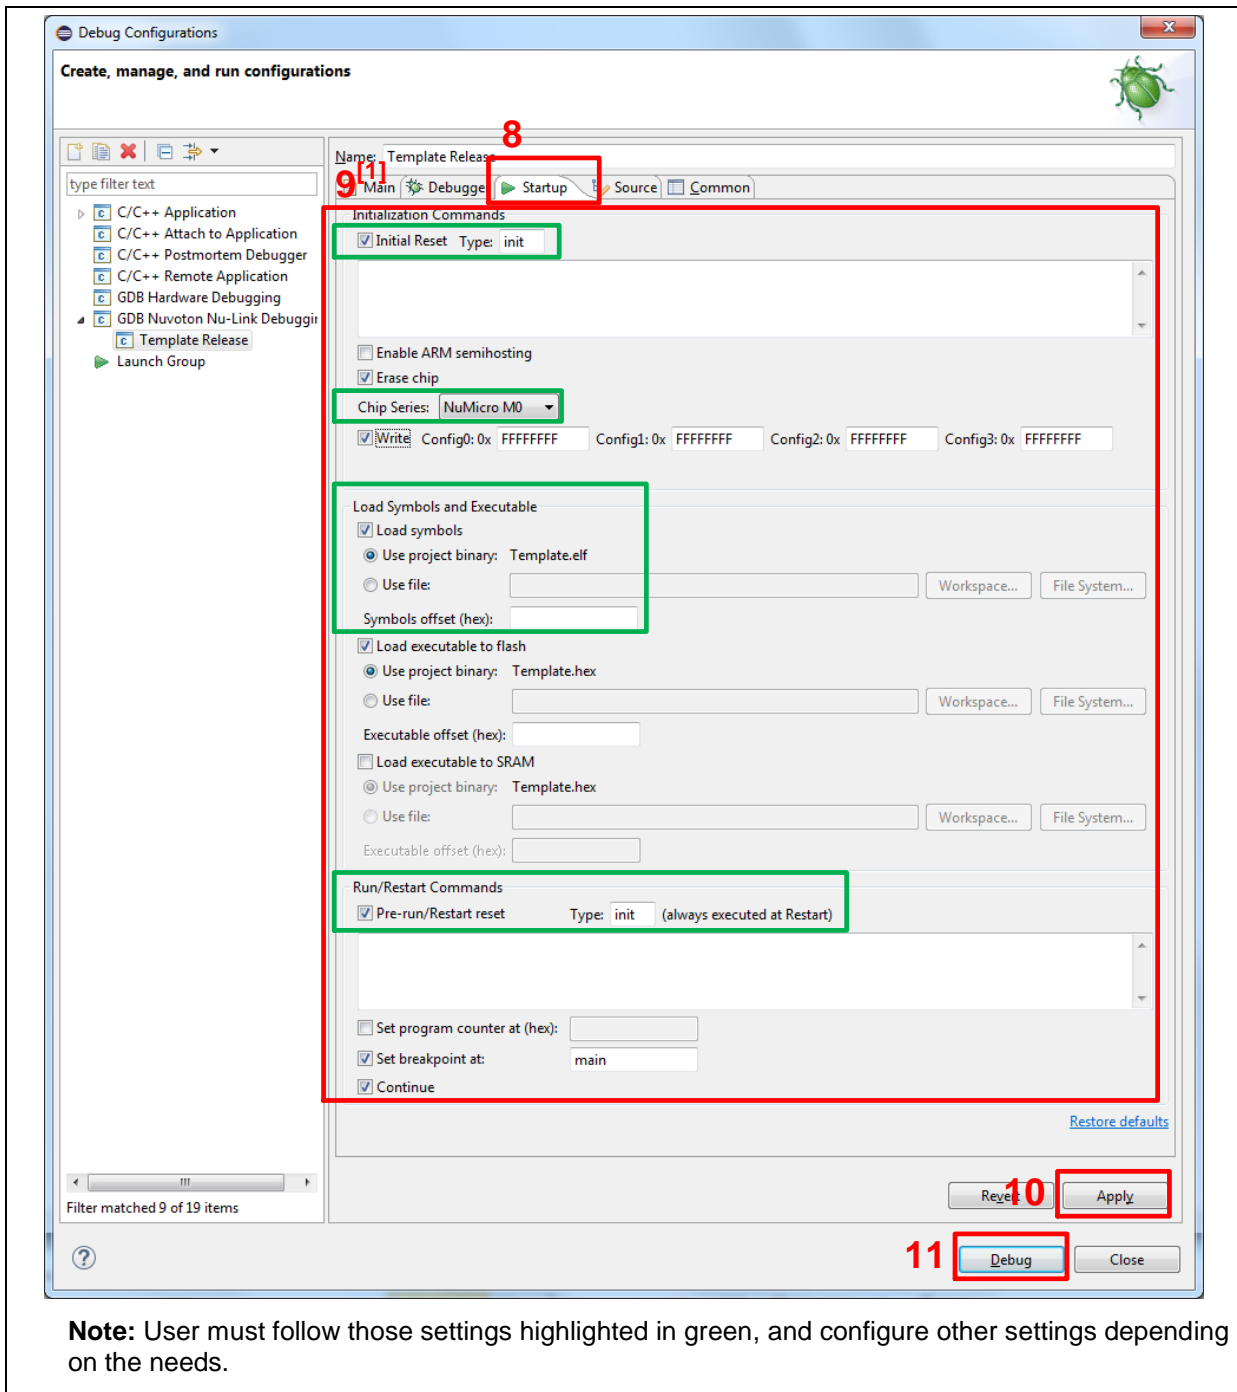 Debug Configurations
Create, manage, and run configurations
8
Name: Template Release
type filter text
9[1] Main Debugge Startup Source Common
C/C++ Application
C/C++ Attach to Application
C/C++ Postmortem Debugger
C/C++ Remote Application
GDB Hardware Debugging
GDB Nuvoton Nu-Link Debuggin
Template Release
Launch Group
Initialization Commands
Initial Reset Type: init
Enable ARM semihosting
Erase chip
Chip Series: NuMicro M0
Write Config0: 0x FFFFFFFF Config1: 0x FFFFFFFF Config2: 0x FFFFFFFF Config3: 0x FFFFFFFF
Load Symbols and Executable
Load symbols
Use project binary: Template.elf
Use file: Workspace... File System...
Symbols offset (hex):
Load executable to flash
Use project binary: Template.hex
Use file: Workspace... File System...
Executable offset (hex):
Load executable to SRAM
Use project binary: Template.hex
Use file: Workspace... File System...
Executable offset (hex):
Run/Restart Commands
Pre-run/Restart reset Type: init (always executed at Restart)
Set program counter at (hex):
Set breakpoint at: main
Continue
Restore defaults
Filter matched 9 of 19 items
Revert 10 Apply
11 Debug Close
Note: User must follow those settings highlighted in green, and configure other settings depending
on the needs.